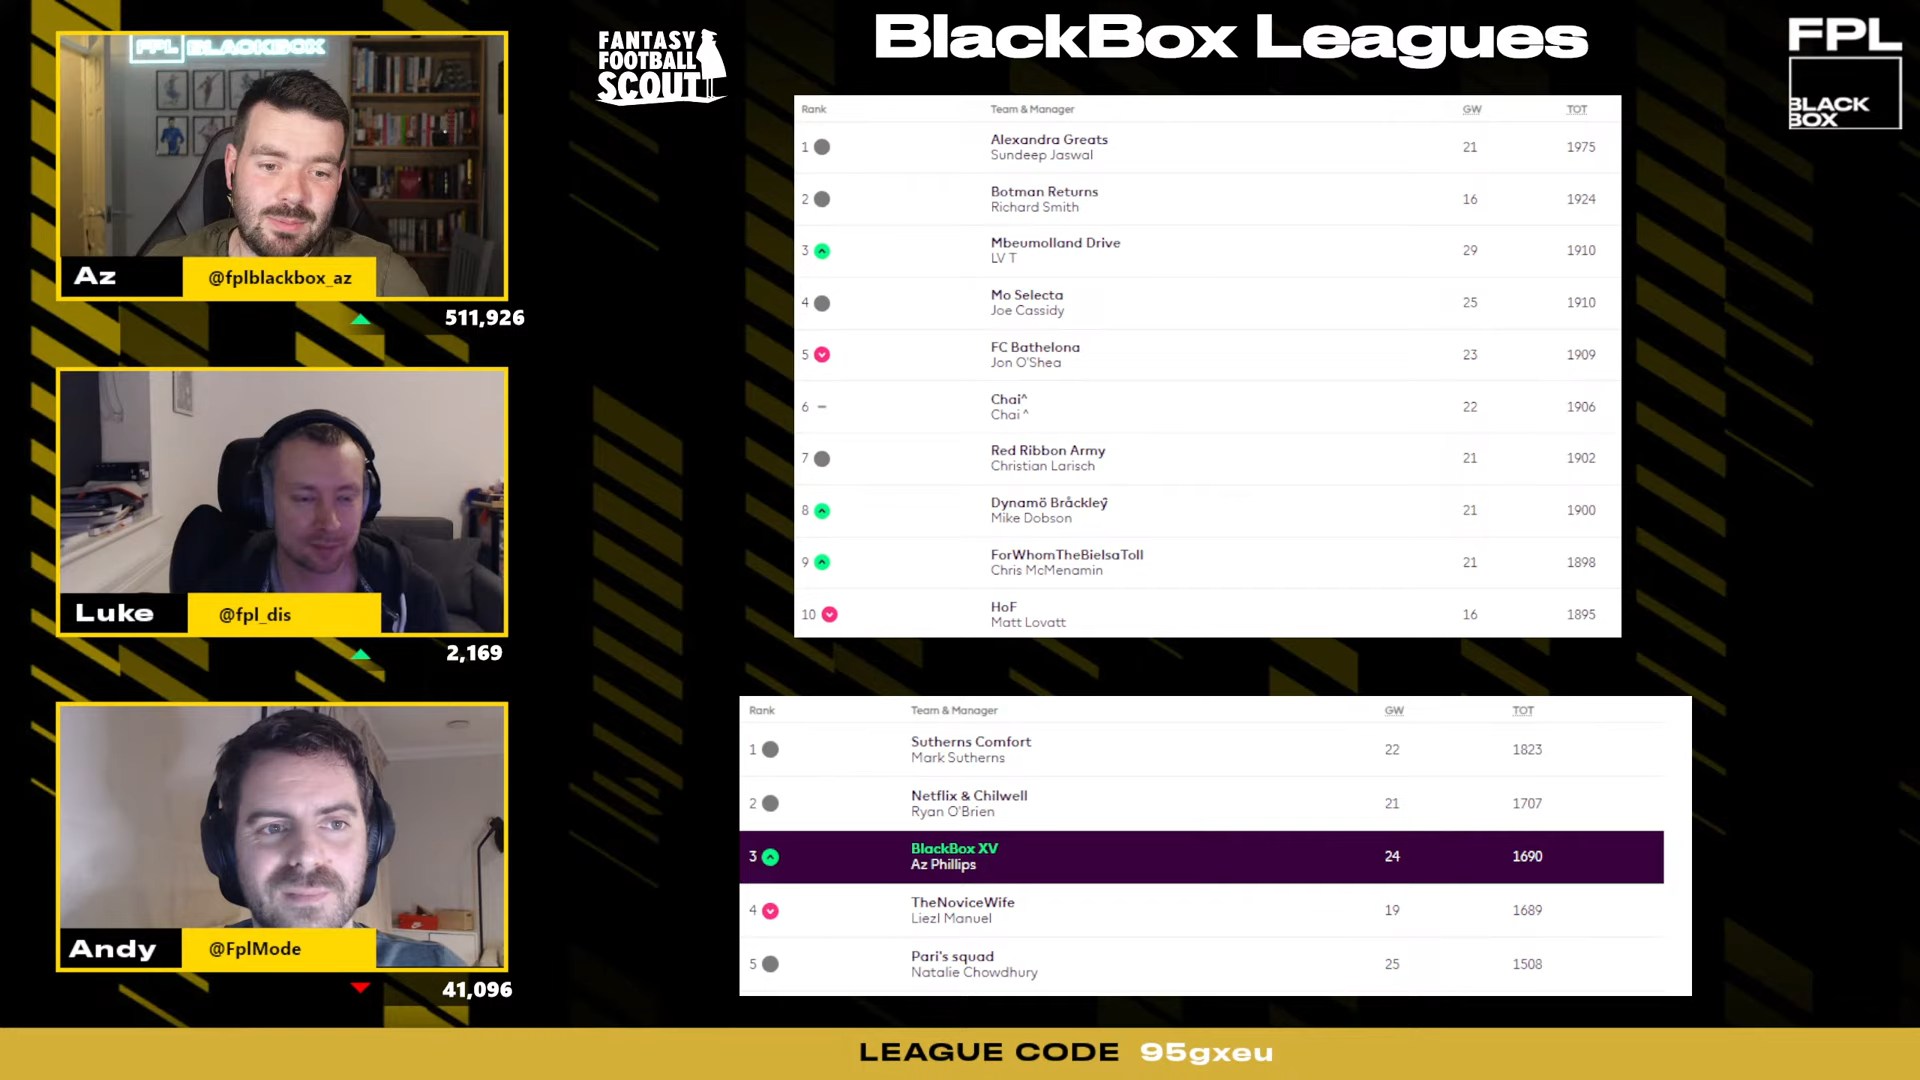 FPL BLACKBOX
Az
@fplblackbox_az
511,926
Luke
@fpl_dis
2,169
Andy
@FplMode
41,096
FANTASY
FOOTBALL
SCOUT
BlackBox Leagues
FPL
BLACK
BOX
Rank Team & Manager GW TOT
1 Alexandra Greats 21 1975
Sundeep Jaswal
2 Botman Returns 16 1924
Richard Smith
3 Mbeumolland Drive 29 1910
LV T
4 Mo Selecta 25 1910
Joe Cassidy
5 FC Bathelona 23 1909
Jon O'Shea
6 Chai^ 22 1906
Chai ^
7 Red Ribbon Army 21 1902
Christian Larisch
8 Dynamö Bråckleŷ 21 1900
Mike Dobson
9 ForWhomTheBielsaToll 21 1898
Chris McMenamin
10 HoF 16 1895
Matt Lovatt
Rank Team & Manager GW TOT
1 Sutherns Comfort 22 1823
Mark Sutherns
2 Netflix & Chilwell 21 1707
Ryan O'Brien
3 BlackBox XV 24 1690
Az Phillips
4 TheNoviceWife 19 1689
Liezl Manuel
5 Pari's squad 25 1508
Natalie Chowdhury
LEAGUE CODE 95gxeu